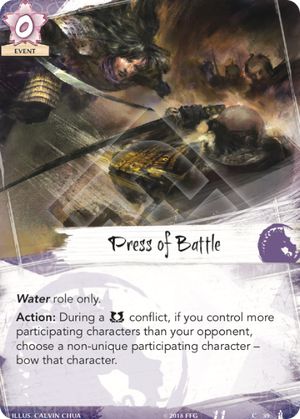 0
EVENT
Press of Battle
Water role only.
Action: During a conflict, if you control more
participating characters than your opponent,
choose a non-unique participating character –
bow that character.
ILLUS. CALVIN CHUA
© 2018 FFG
C
39